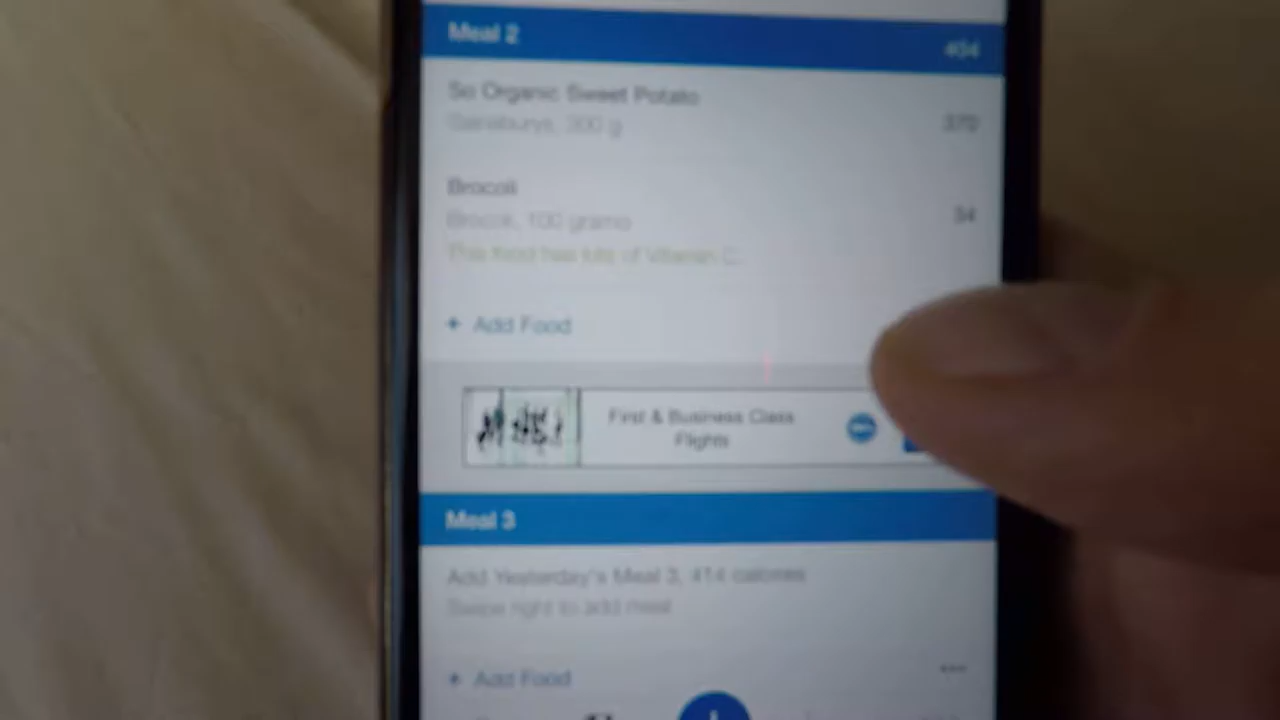 Meal 2
404
So Organic Sweet Potato
Sainsburys, 300 g
370
Brocoli
Brocoli, 100 gramo
34
This food has lots of Vitamin C.
+ Add Food
First & Business Class
Flights
Meal 3
Add Yesterday's Meal 3, 414 calories
Swipe right to add meal
+ Add Food